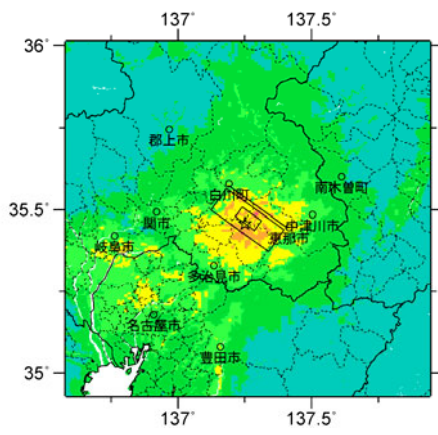 137° 137.5°
36°
郡上市
白川町
南木曽町
関市
35.5°
中津川市
恵那市
岐阜市
多治見市
名古屋市
豊田市
35°
137° 137.5°